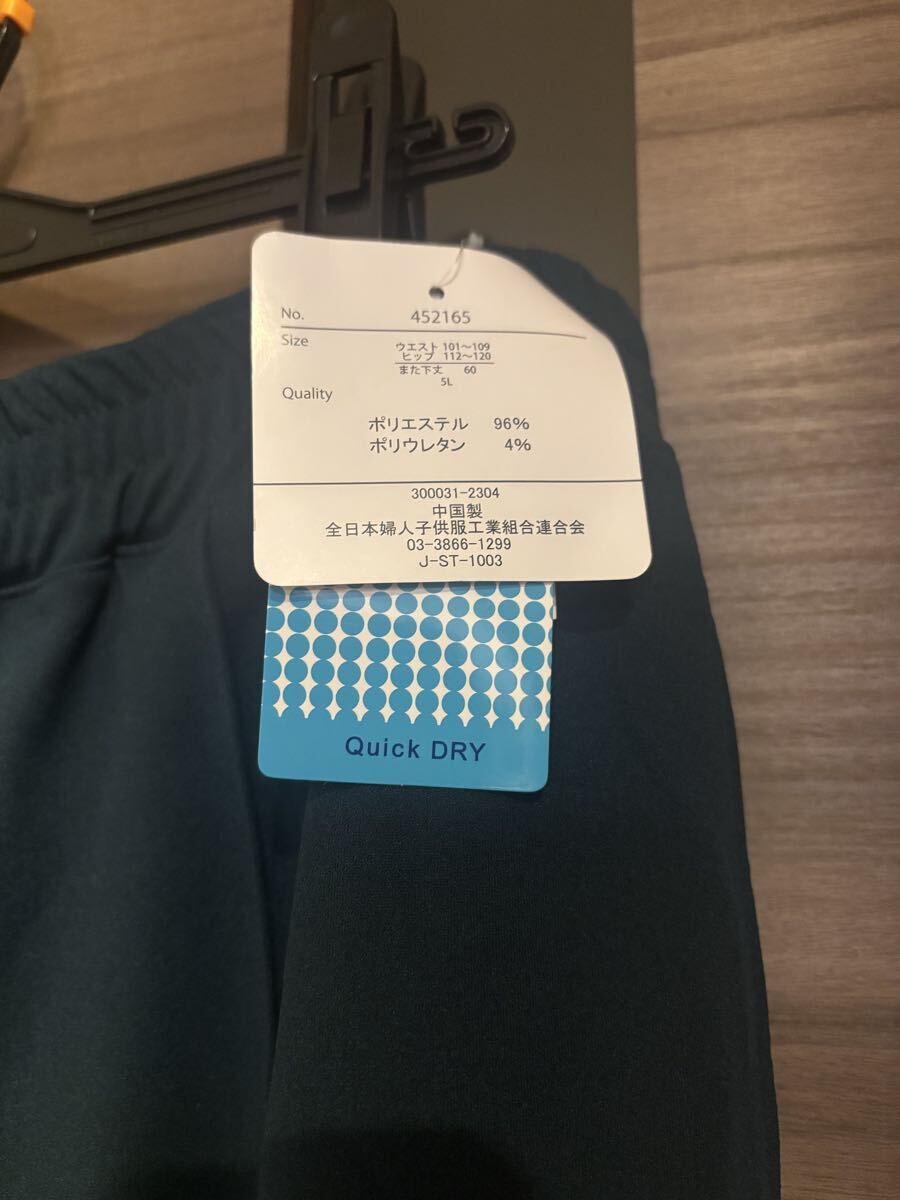 No. 452165
Size
ウエスト 101〜109
ヒップ 112〜120
また下丈 60
5L
Quality
ポリエステル 96%
ポリウレタン 4%
300031-2304
中国製
全日本婦人子供服工業組合連合会
03-3866-1299
J-ST-1003
Quick DRY